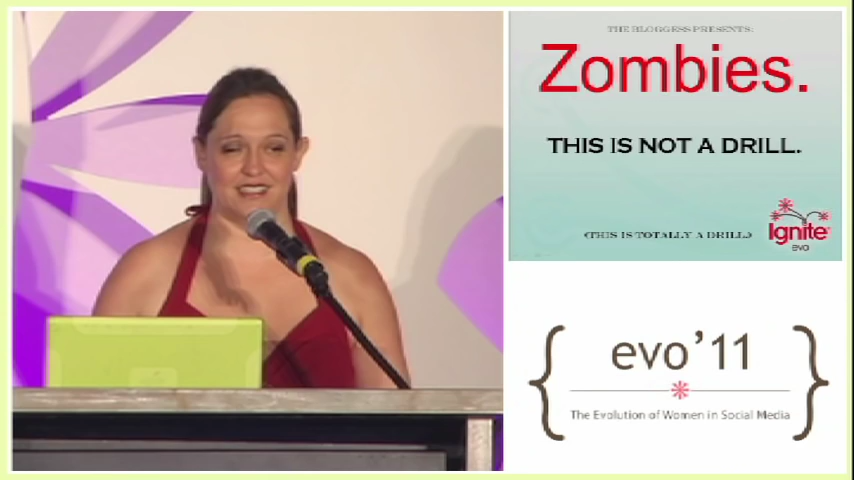 THE BLOGGESS PRESENTS:
Zombies.
THIS IS NOT A DRILL.
(THIS IS TOTALLY A DRILL)
Ignite
evo
{ evo'11 }
The Evolution of Women in Social Media